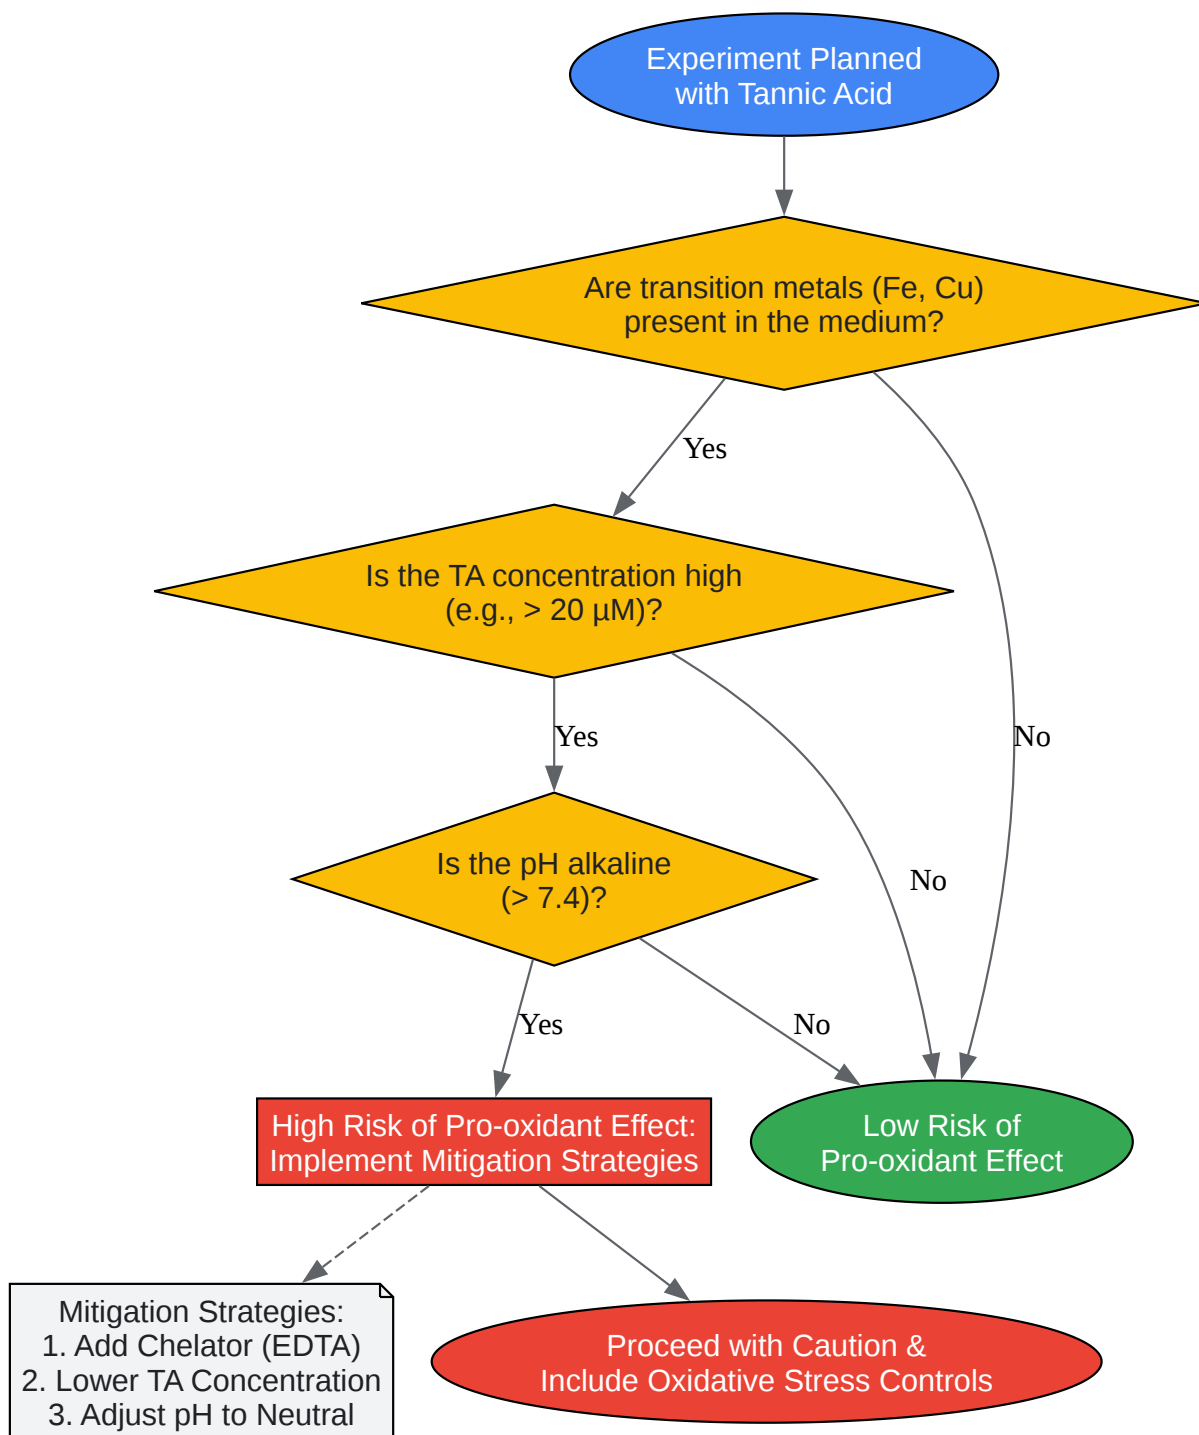 Experiment Planned
with Tannic Acid
Are transition metals (Fe, Cu)
present in the medium?
Yes
Is the TA concentration high
(e.g., > 20 µM)?
Yes
No
Is the pH alkaline
(> 7.4)?
No
Yes
No
High Risk of Pro-oxidant Effect:
Implement Mitigation Strategies
Low Risk of
Pro-oxidant Effect
Mitigation Strategies:
1. Add Chelator (EDTA)
2. Lower TA Concentration
3. Adjust pH to Neutral
Proceed with Caution &
Include Oxidative Stress Controls